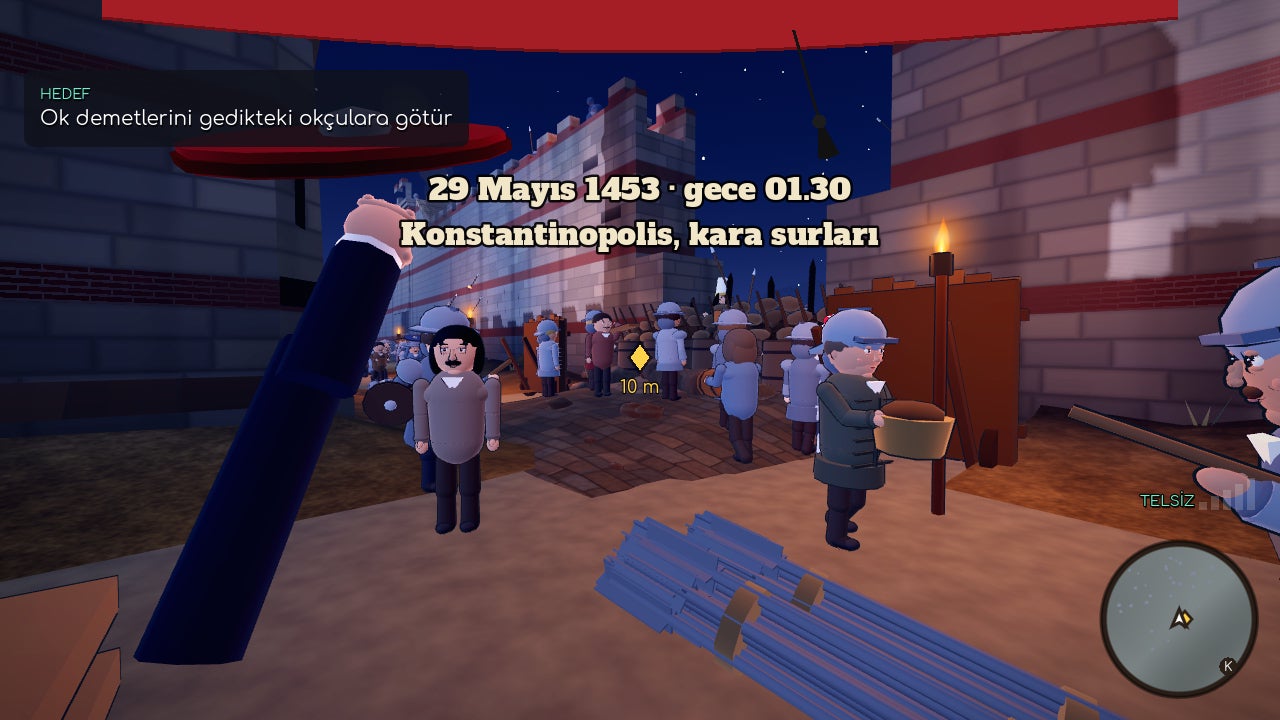 HEDEF
Ok demetlerini gedikteki okçulara götür
29 Mayıs 1453 · gece 01.30
Konstantinopolis, kara surları
10 m
TELSİZ
K